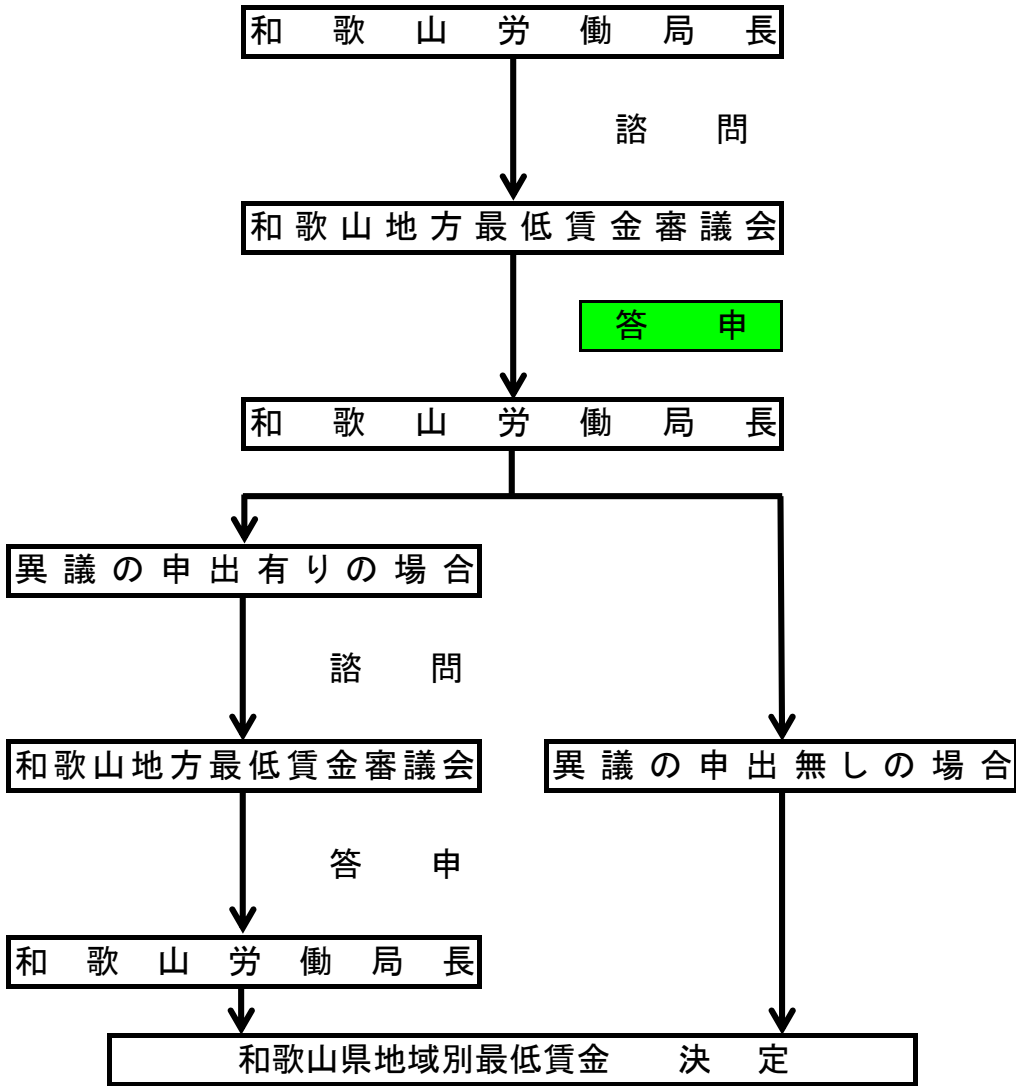 和歌山労働局長
諮問
和歌山地方最低賃金審議会
答申
和歌山労働局長
異議の申出有りの場合
諮問
和歌山地方最低賃金審議会
異議の申出無しの場合
答申
和歌山労働局長
和歌山県地域別最低賃金 決定